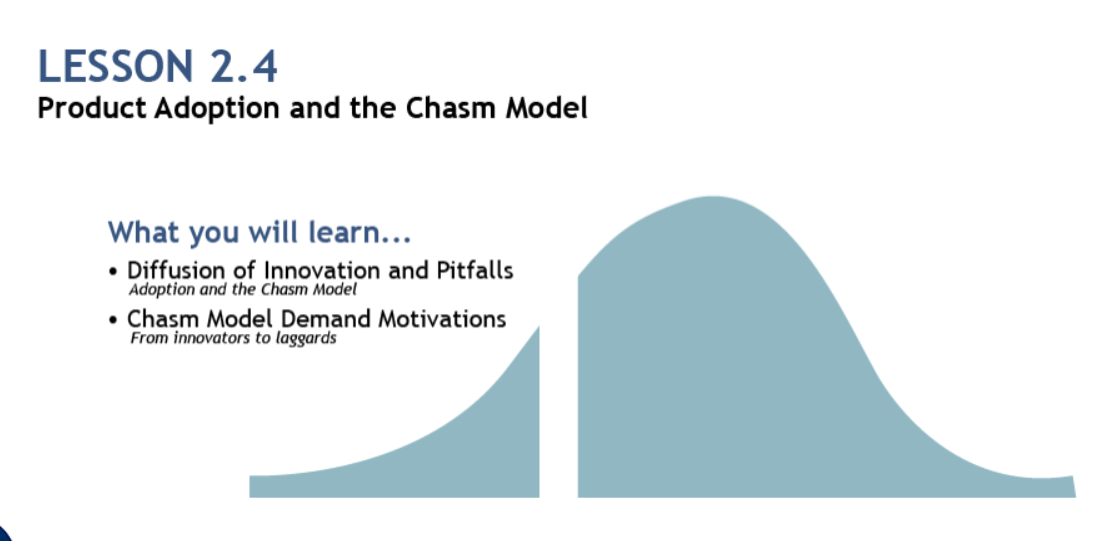 LESSON 2.4
Product Adoption and the Chasm Model
What you will learn...
• Diffusion of Innovation and Pitfalls
Adoption and the Chasm Model
• Chasm Model Demand Motivations
From innovators to laggards